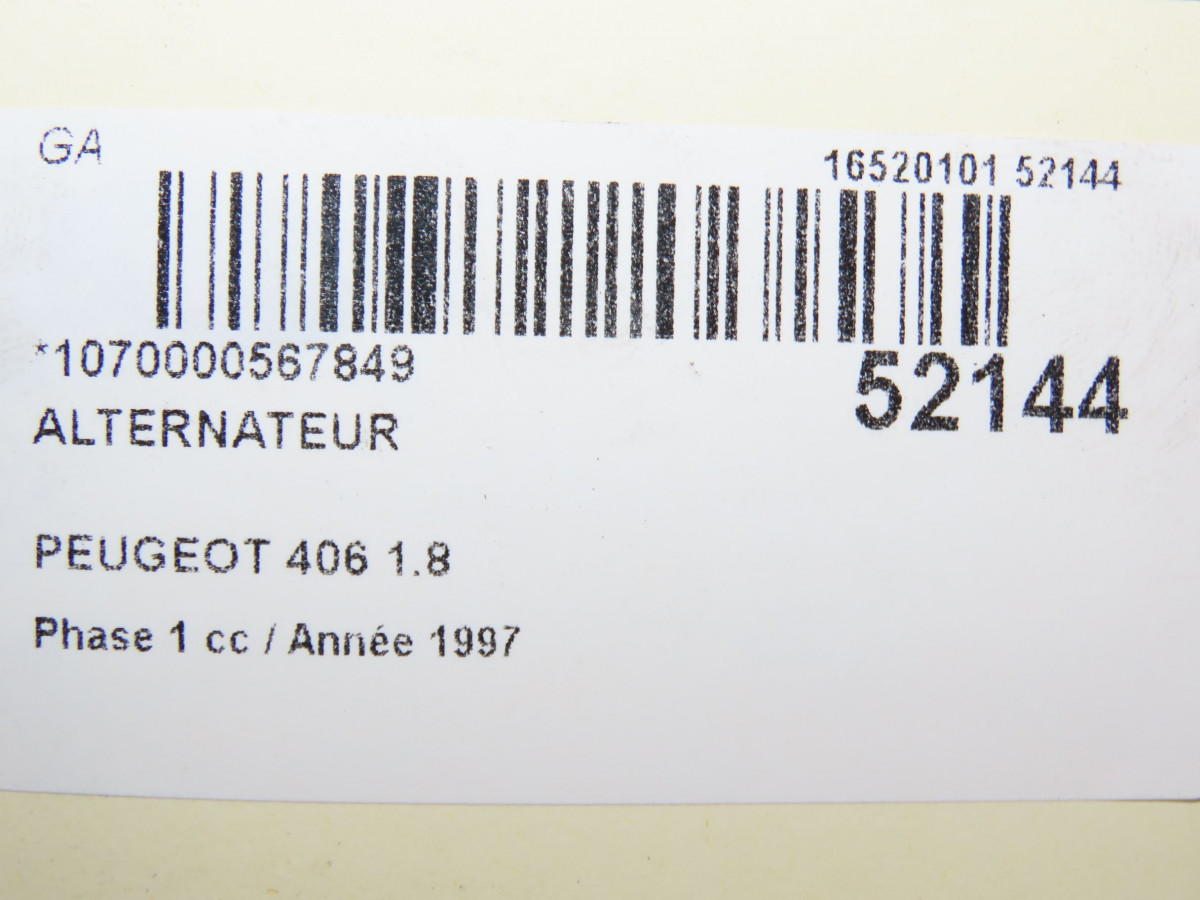 GA
16520101 52144
*1070000567849
52144
ALTERNATEUR
PEUGEOT 406 1.8
Phase 1 cc / Année 1997